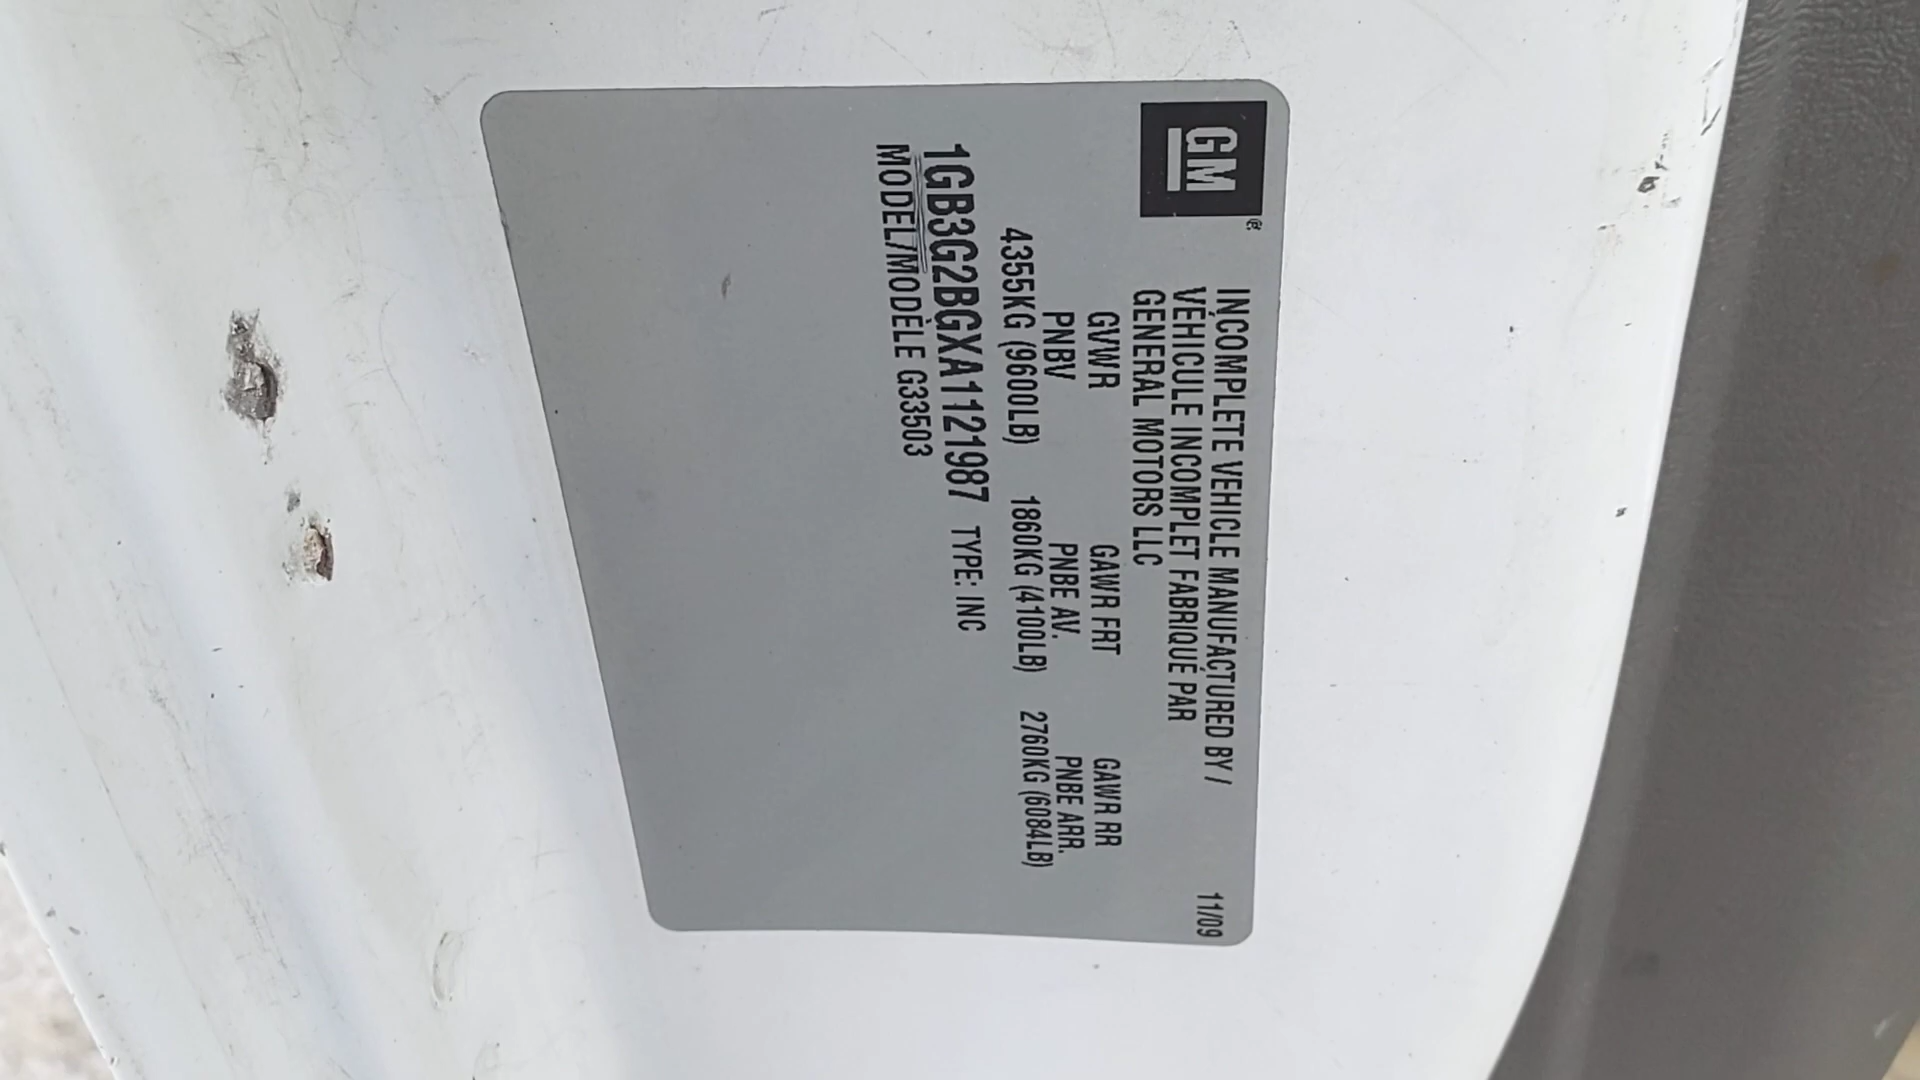 GM®
INCOMPLETE VEHICLE MANUFACTURED BY /
VÉHICULE INCOMPLET FABRIQUÉ PAR
GENERAL MOTORS LLC
11/09
GVWR GAWR FRT GAWR RR
PNBV PNBE AV. PNBE ARR.
4355KG (9600LB) 1860KG (4100LB) 2760KG (6084LB)
1GB3G2BGXA1121987 TYPE: INC
MODEL/MODÈLE G33503